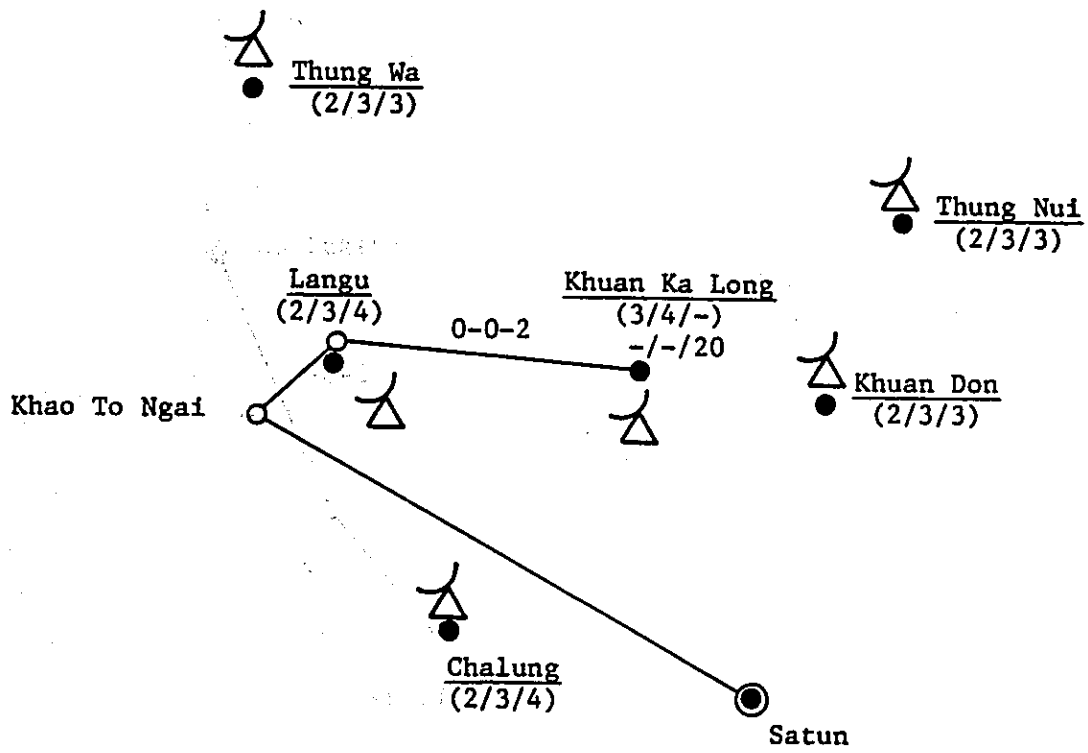 Thung Wa
(2/3/3)
Thung Nui
(2/3/3)
Langu
(2/3/4)
Khuan Ka Long
(3/4/-)
-/-/20
0-0-2
Khuan Don
(2/3/3)
Khao To Ngai
Chalung
(2/3/4)
Satun